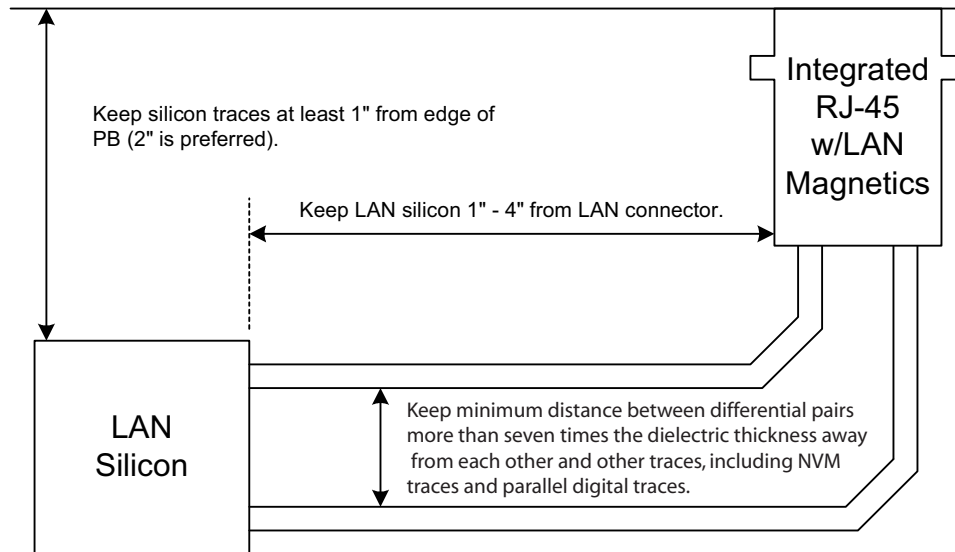 Keep silicon traces at least 1" from edge of
PB (2" is preferred).
Integrated
RJ-45
w/LAN
Magnetics
Keep LAN silicon 1" - 4" from LAN connector.
LAN
Silicon
Keep minimum distance between differential pairs
more than seven times the dielectric thickness away
from each other and other traces, including NVM
traces and parallel digital traces.